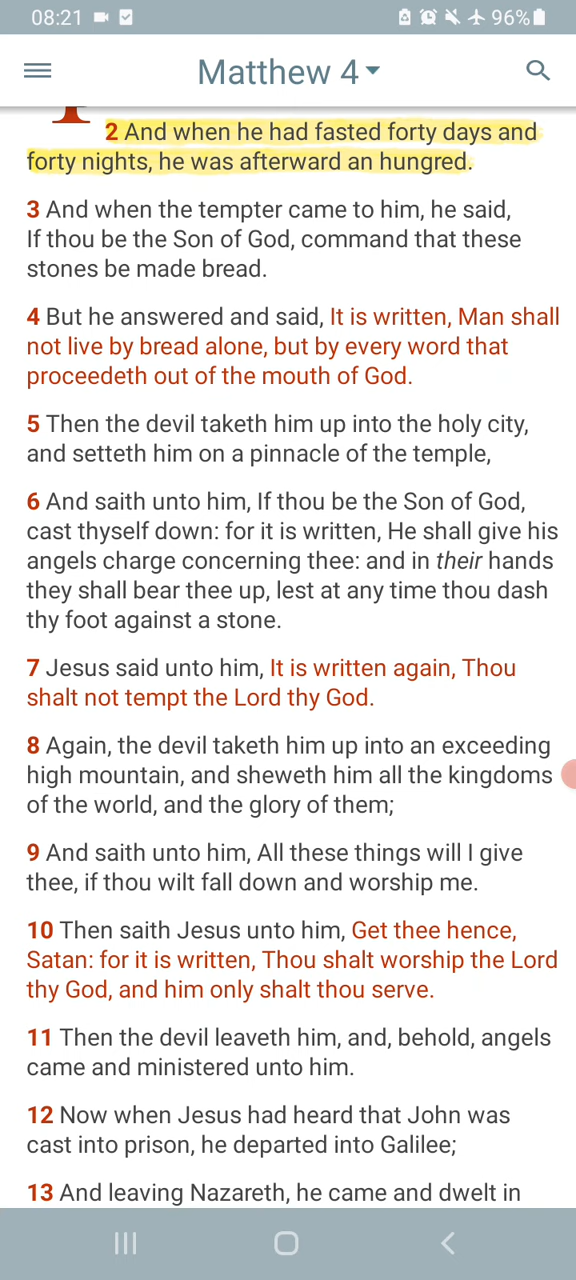 08:21 96%
Matthew 4
2 And when he had fasted forty days and
forty nights, he was afterward an hungred.
3 And when the tempter came to him, he said,
If thou be the Son of God, command that these
stones be made bread.
4 But he answered and said, It is written, Man shall
not live by bread alone, but by every word that
proceedeth out of the mouth of God.
5 Then the devil taketh him up into the holy city,
and setteth him on a pinnacle of the temple,
6 And saith unto him, If thou be the Son of God,
cast thyself down: for it is written, He shall give his
angels charge concerning thee: and in their hands
they shall bear thee up, lest at any time thou dash
thy foot against a stone.
7 Jesus said unto him, It is written again, Thou
shalt not tempt the Lord thy God.
8 Again, the devil taketh him up into an exceeding
high mountain, and sheweth him all the kingdoms
of the world, and the glory of them;
9 And saith unto him, All these things will I give
thee, if thou wilt fall down and worship me.
10 Then saith Jesus unto him, Get thee hence,
Satan: for it is written, Thou shalt worship the Lord
thy God, and him only shalt thou serve.
11 Then the devil leaveth him, and, behold, angels
came and ministered unto him.
12 Now when Jesus had heard that John was
cast into prison, he departed into Galilee;
13 And leaving Nazareth, he came and dwelt in